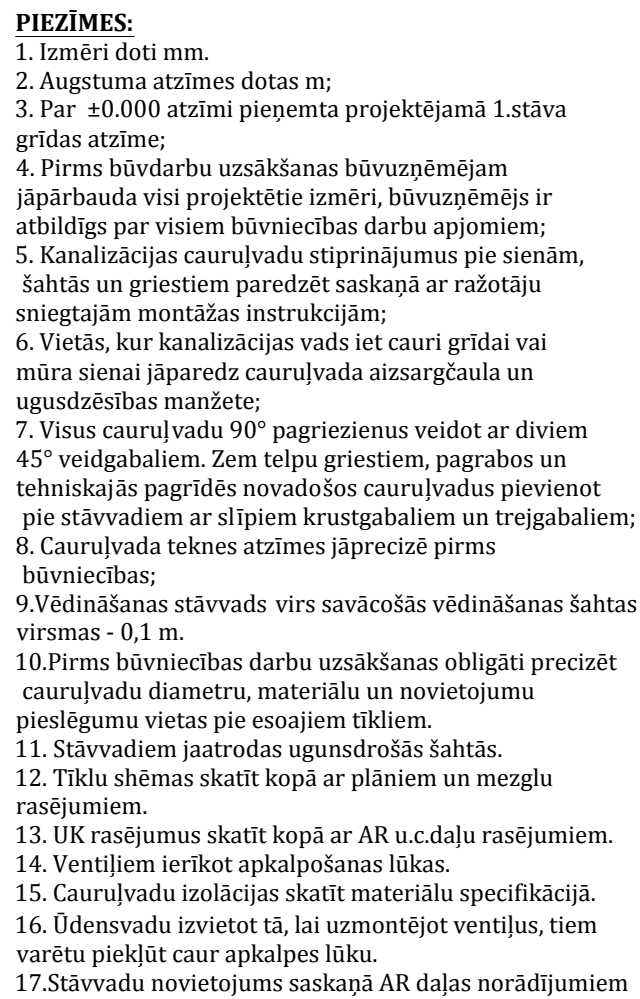 PIEZĪMES:
1. Izmēri doti mm.
2. Augstuma atzīmes dotas m;
3. Par ±0.000 atzīmi pieņemta projektējamā 1.stāva
grīdas atzīme;
4. Pirms būvdarbu uzsākšanas būvuzņēmējam
jāpārbauda visi projektētie izmēri, būvuzņēmējs ir
atbildīgs par visiem būvniecības darbu apjomiem;
5. Kanalizācijas cauruļvadu stiprinājumus pie sienām,
šahtās un griestiem paredzēt saskaņā ar ražotāju
sniegtajām montāžas instrukcijām;
6. Vietās, kur kanalizācijas vads iet cauri grīdai vai
mūra sienai jāparedz cauruļvada aizsargčaula un
ugusdzēsības manžete;
7. Visus cauruļvadu 90° pagriezienus veidot ar diviem
45° veidgabaliem. Zem telpu griestiem, pagrabos un
tehniskajās pagrīdēs novadošos cauruļvadus pievienot
pie stāvvadiem ar slīpiem krustgabaliem un trejgabaliem;
8. Cauruļvada teknes atzīmes jāprecizē pirms
būvniecības;
9.Vēdināšanas stāvvads virs savācošās vēdināšanas šahtas
virsmas - 0,1 m.
10.Pirms būvniecības darbu uzsākšanas obligāti precizēt
cauruļvadu diametru, materiālu un novietojumu
pieslēgumu vietas pie esoajiem tīkliem.
11. Stāvvadiem jaatrodas ugunsdrošās šahtās.
12. Tīklu shēmas skatīt kopā ar plāniem un mezglu
rasējumiem.
13. UK rasējumus skatīt kopā ar AR u.c.daļu rasējumiem.
14. Ventiļiem ierīkot apkalpošanas lūkas.
15. Cauruļvadu izolācijas skatīt materiālu specifikācijā.
16. Ūdensvadu izvietot tā, lai uzmontējot ventiļus, tiem
varētu piekļūt caur apkalpes lūku.
17.Stāvvadu novietojums saskaņā AR daļas norādījumiem